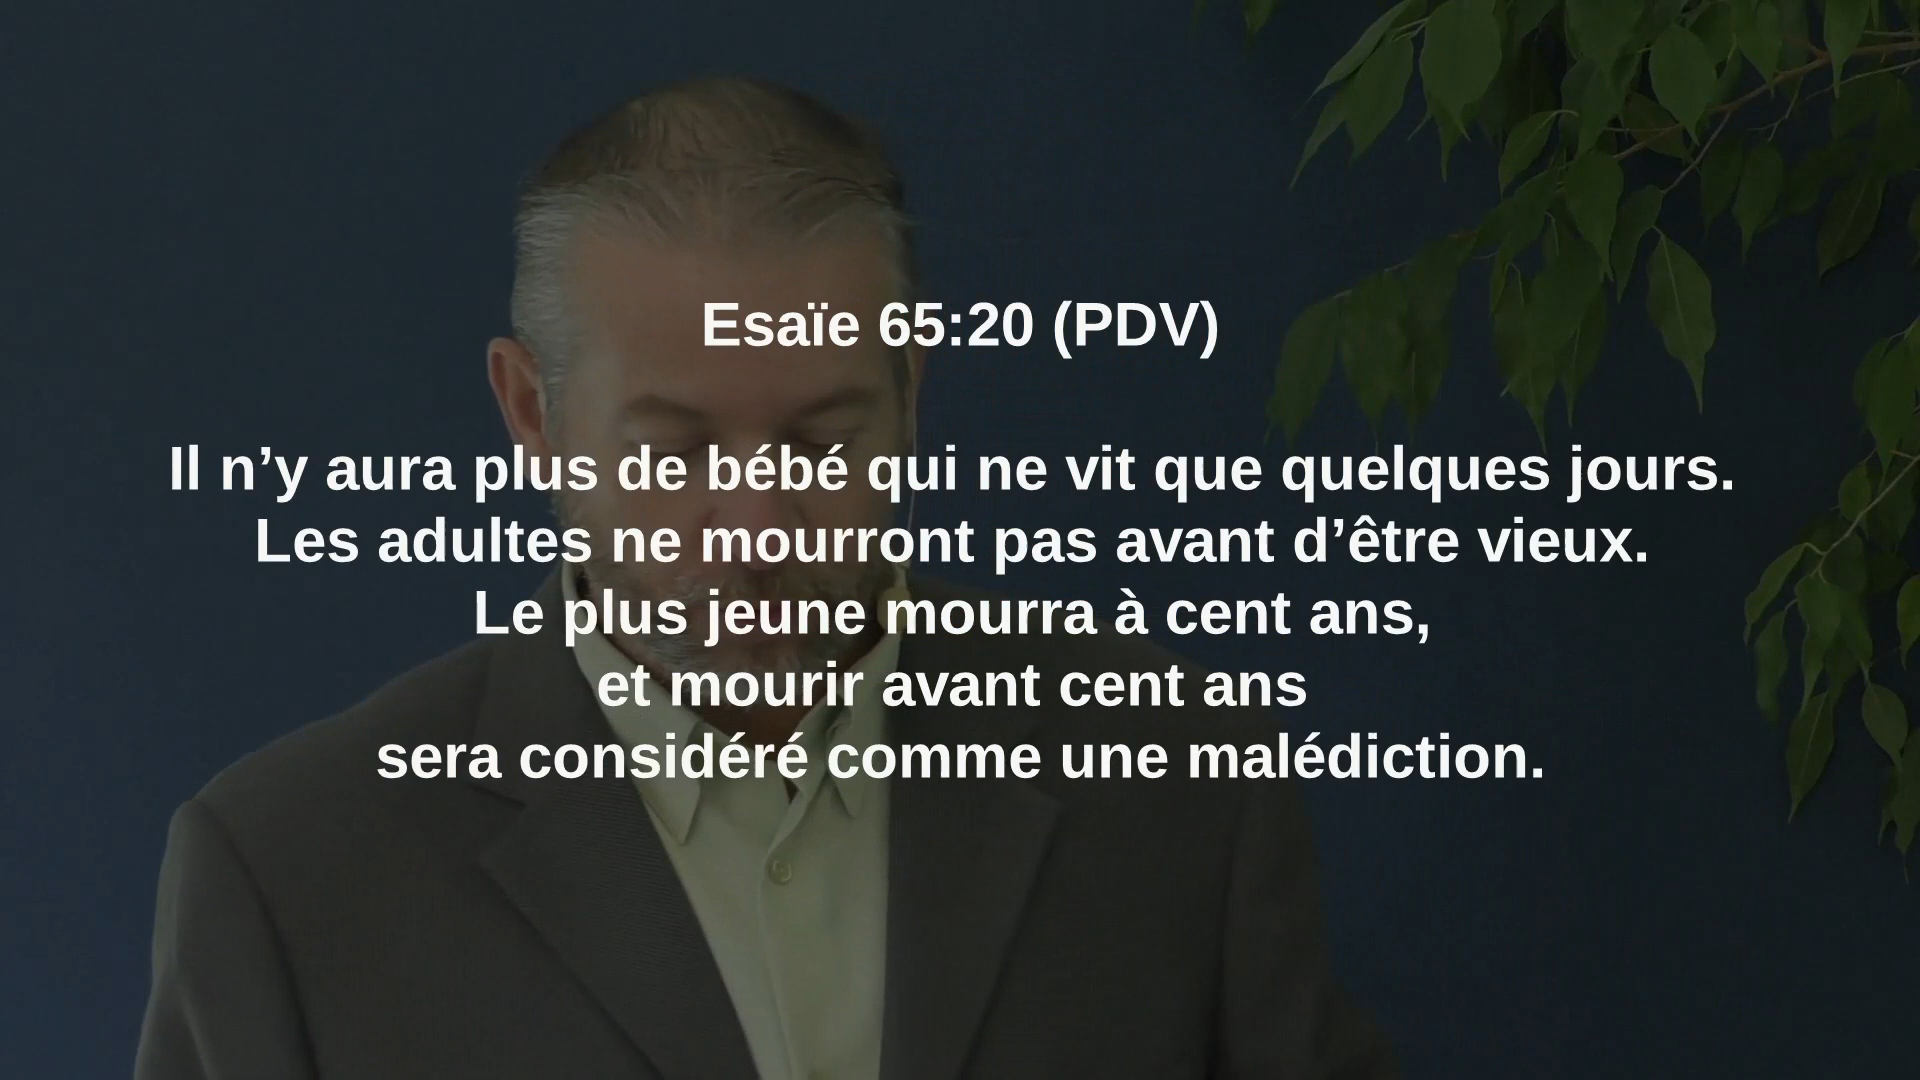 Esaïe 65:20 (PDV)
Il n’y aura plus de bébé qui ne vit que quelques jours.
Les adultes ne mourront pas avant d’être vieux.
Le plus jeune mourra à cent ans,
et mourir avant cent ans
sera considéré comme une malédiction.